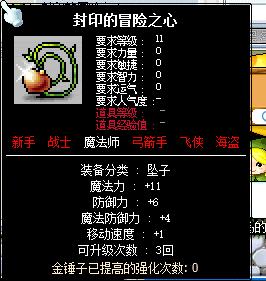 封印的冒险之心
要求等级 : 11
要求力量 : 0
要求敏捷 : 0
要求智力 : 0
要求运气 : 0
要求人气度 : -
道具等级 : -
道具经验值 : -
新手 战士 魔法师 弓箭手 飞侠 海盗
装备分类 : 坠子
魔法力 : +11
防御力 : +6
魔法防御力 : +4
移动速度 : +1
可升级次数 : 3回
金锤子已提高的强化次数: 0